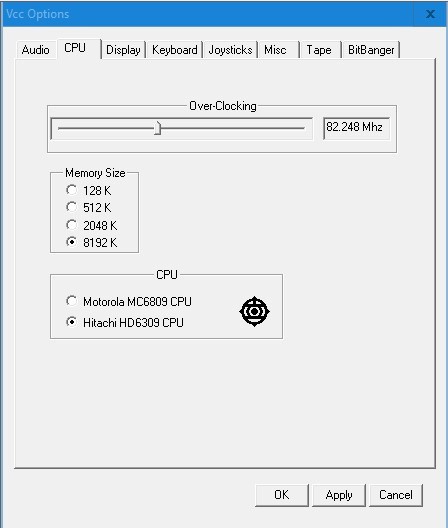 Vcc Options
x
Audio CPU Display Keyboard Joysticks Misc Tape BitBanger
Over-Clocking
82.248 Mhz
Memory Size
128 K
512 K
2048 K
8192 K
CPU
Motorola MC6809 CPU
Hitachi HD6309 CPU
OK Apply Cancel